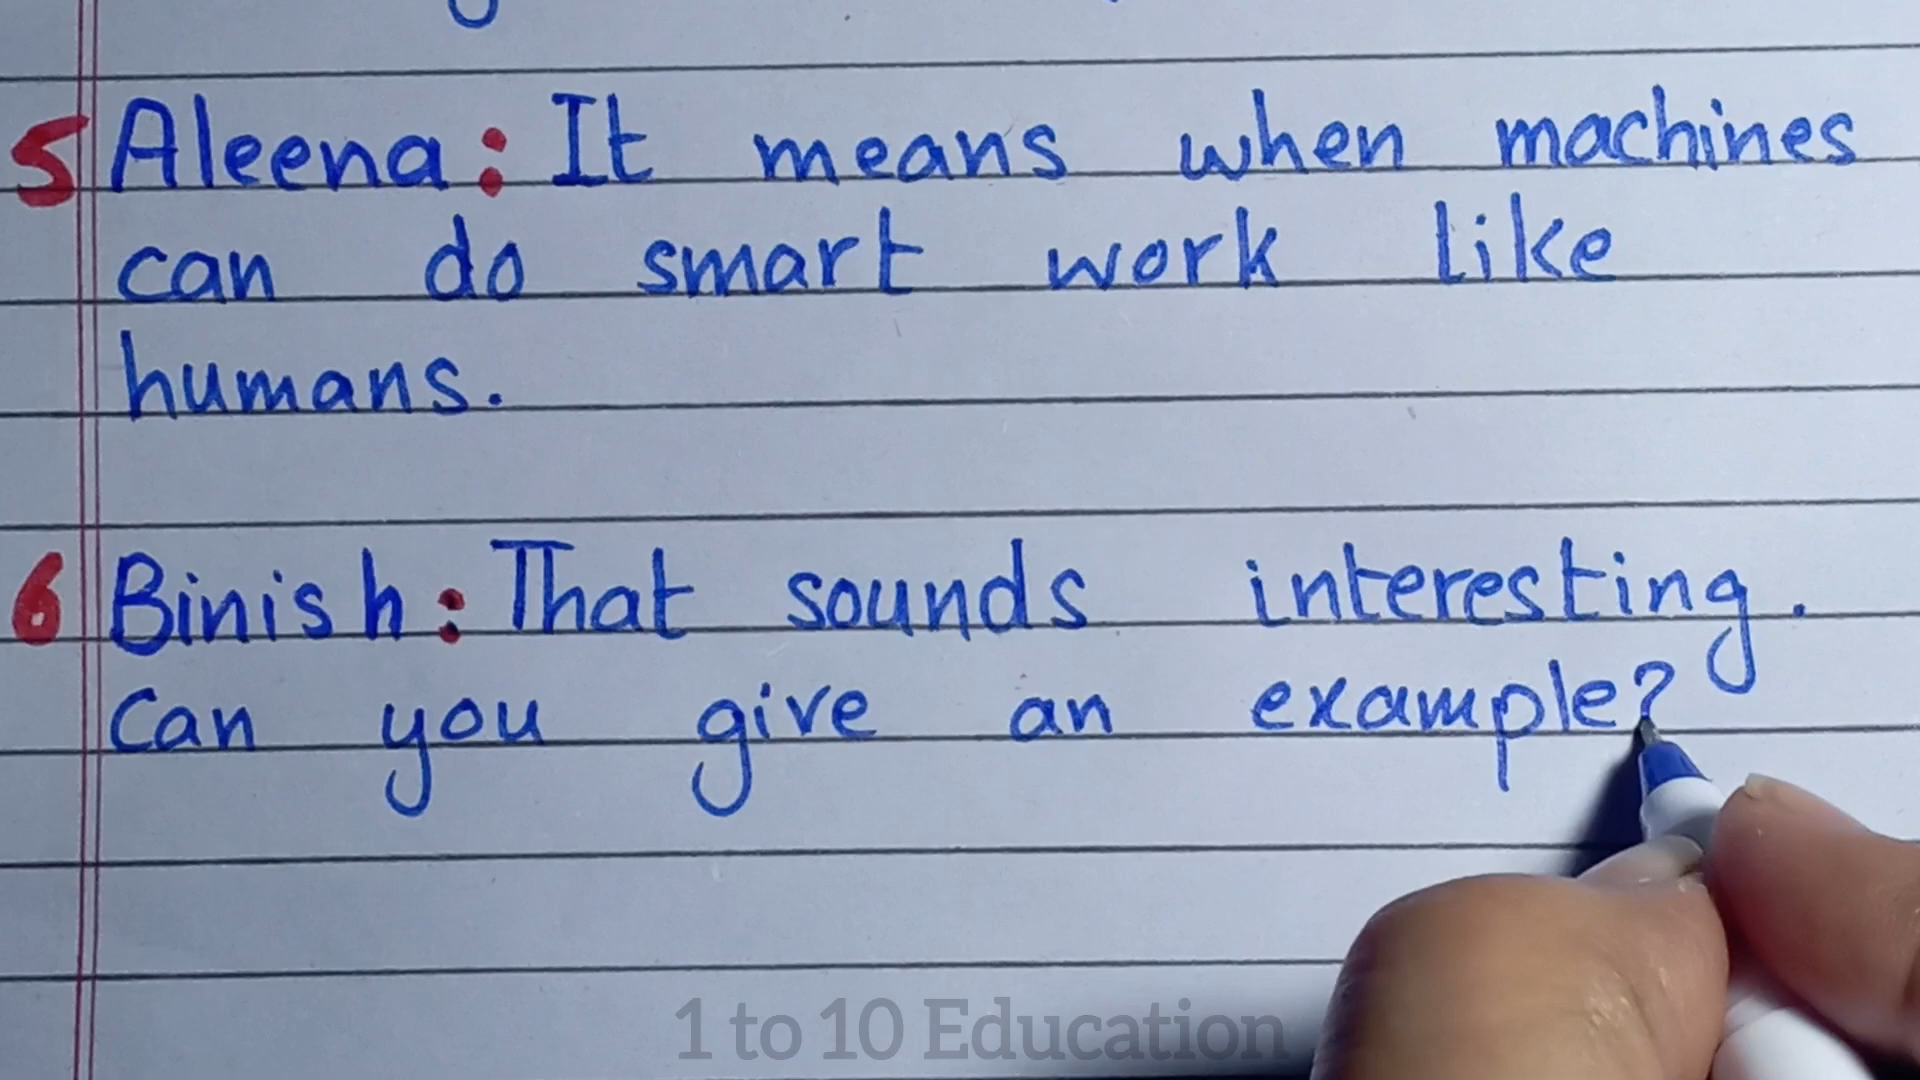 5 Aleena: It means when machines
can do smart work like
humans.
6 Binish: That sounds interesting.
Can you give an example?
1 to 10 Education